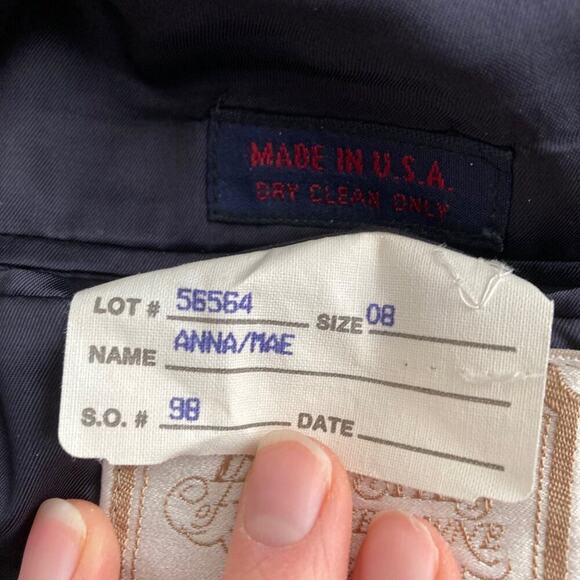 MADE IN U.S.A.
DRY CLEAN ONLY
LOT # 56564 SIZE 08
NAME ANNA/MAE
S.O. # 98 DATE